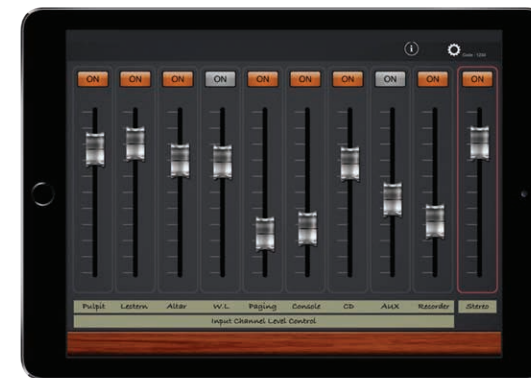 ON ON ON ON ON ON ON ON ON ON
Pulpit Lectern Altar W.L Paging Console CD AUX Recorder Stereo
Input Channel Level Control